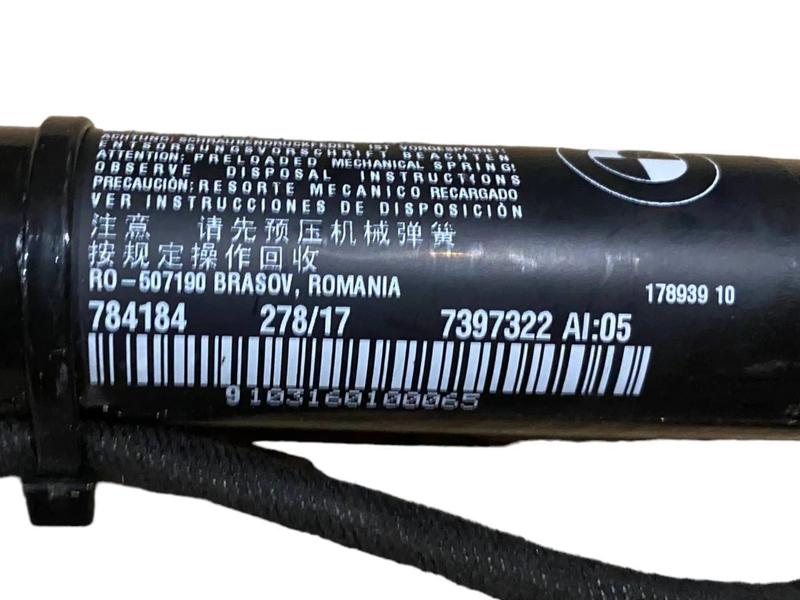 ACHTUNG: SCHRAUBENDRUCKFEDER IST VORGESPANNT!
ENTSORGUNGSVORSCHRIFT BEACHTEN
ATTENTION: PRELOADED MECHANICAL SPRING!
OBSERVE DISPOSAL INSTRUCTIONS
PRECAUCIÓN: RESORTE MECANICO RECARGADO
VER INSTRUCCIONES DE DISPOSICIÓN
注意 请先预压机械弹簧
按规定操作回收
RO-507190 BRASOV, ROMANIA
178939 10
784184 278/17 7397322 AI:05
9103160100065